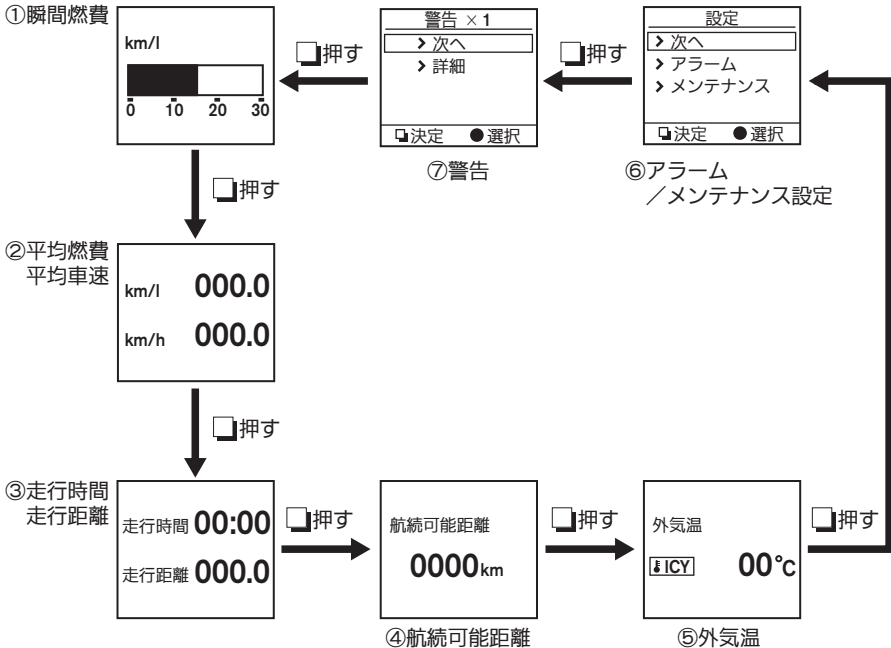 ①瞬間燃費
km/l
0 10 20 30
押す
警告 ×1
次へ
詳細
決定 ●選択
⑦警告
押す
設定
次へ
アラーム
メンテナンス
決定 ●選択
⑥アラーム
／メンテナンス設定
押す
②平均燃費
平均車速
km/l 000.0
km/h 000.0
押す
③走行時間
走行距離
走行時間 00:00
走行距離 000.0
押す
航続可能距離
0000km
④航続可能距離
押す
外気温
ICY 00°C
⑤外気温
押す